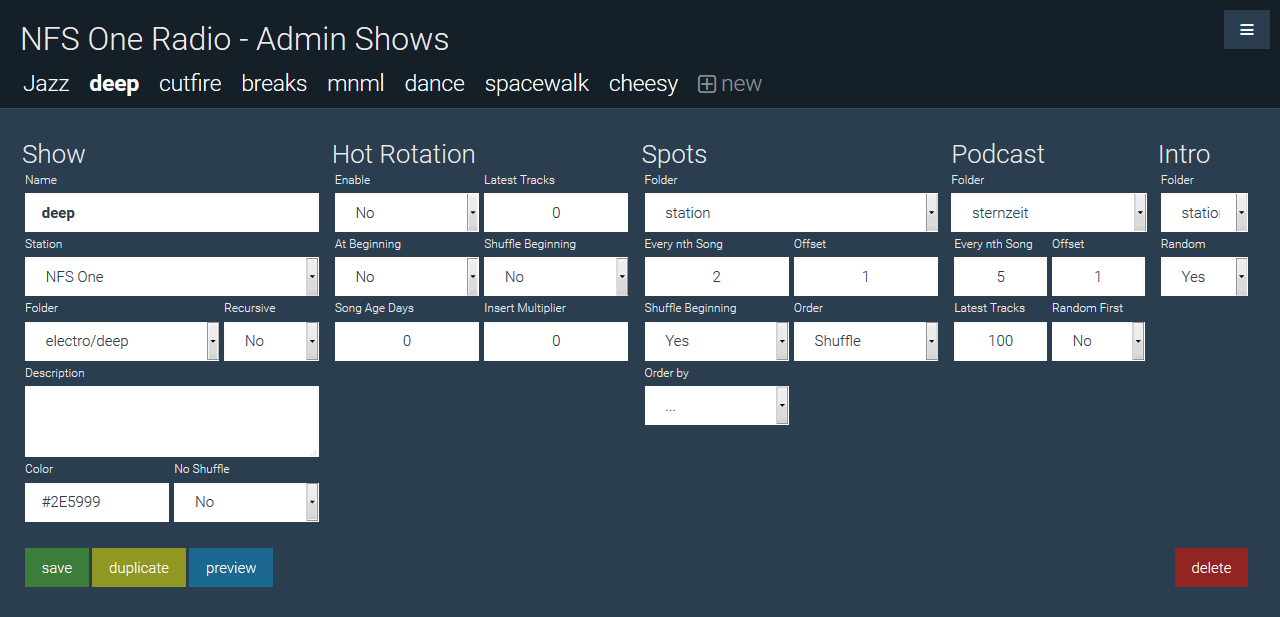 NFS One Radio - Admin Shows
Jazz deep cutfire breaks mnml dance spacewalk cheesy new
Show Hot Rotation Spots Podcast Intro
Name Enable Latest Tracks Folder Folder Folder
deep No 0 station sternzeit
Station At Beginning Shuffle Beginning Every nth Song Offset Every nth Song Offset Random
NFS One No No 2 1 5 1 Yes
Folder Recursive Song Age Days Insert Multiplier Shuffle Beginning Order Latest Tracks Random First
electro/deep No 0 0 Yes Shuffle 100 No
Description Order by
...
Color No Shuffle
#2E5999 No
save duplicate preview delete